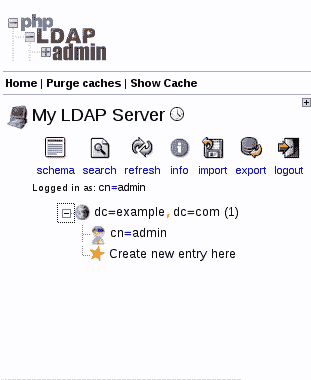 php
LDAP
admin
Home | Purge caches | Show Cache
My LDAP Server
schema search refresh info import export logout
Logged in as: cn=admin
dc=example, dc=com (1)
cn=admin
Create new entry here